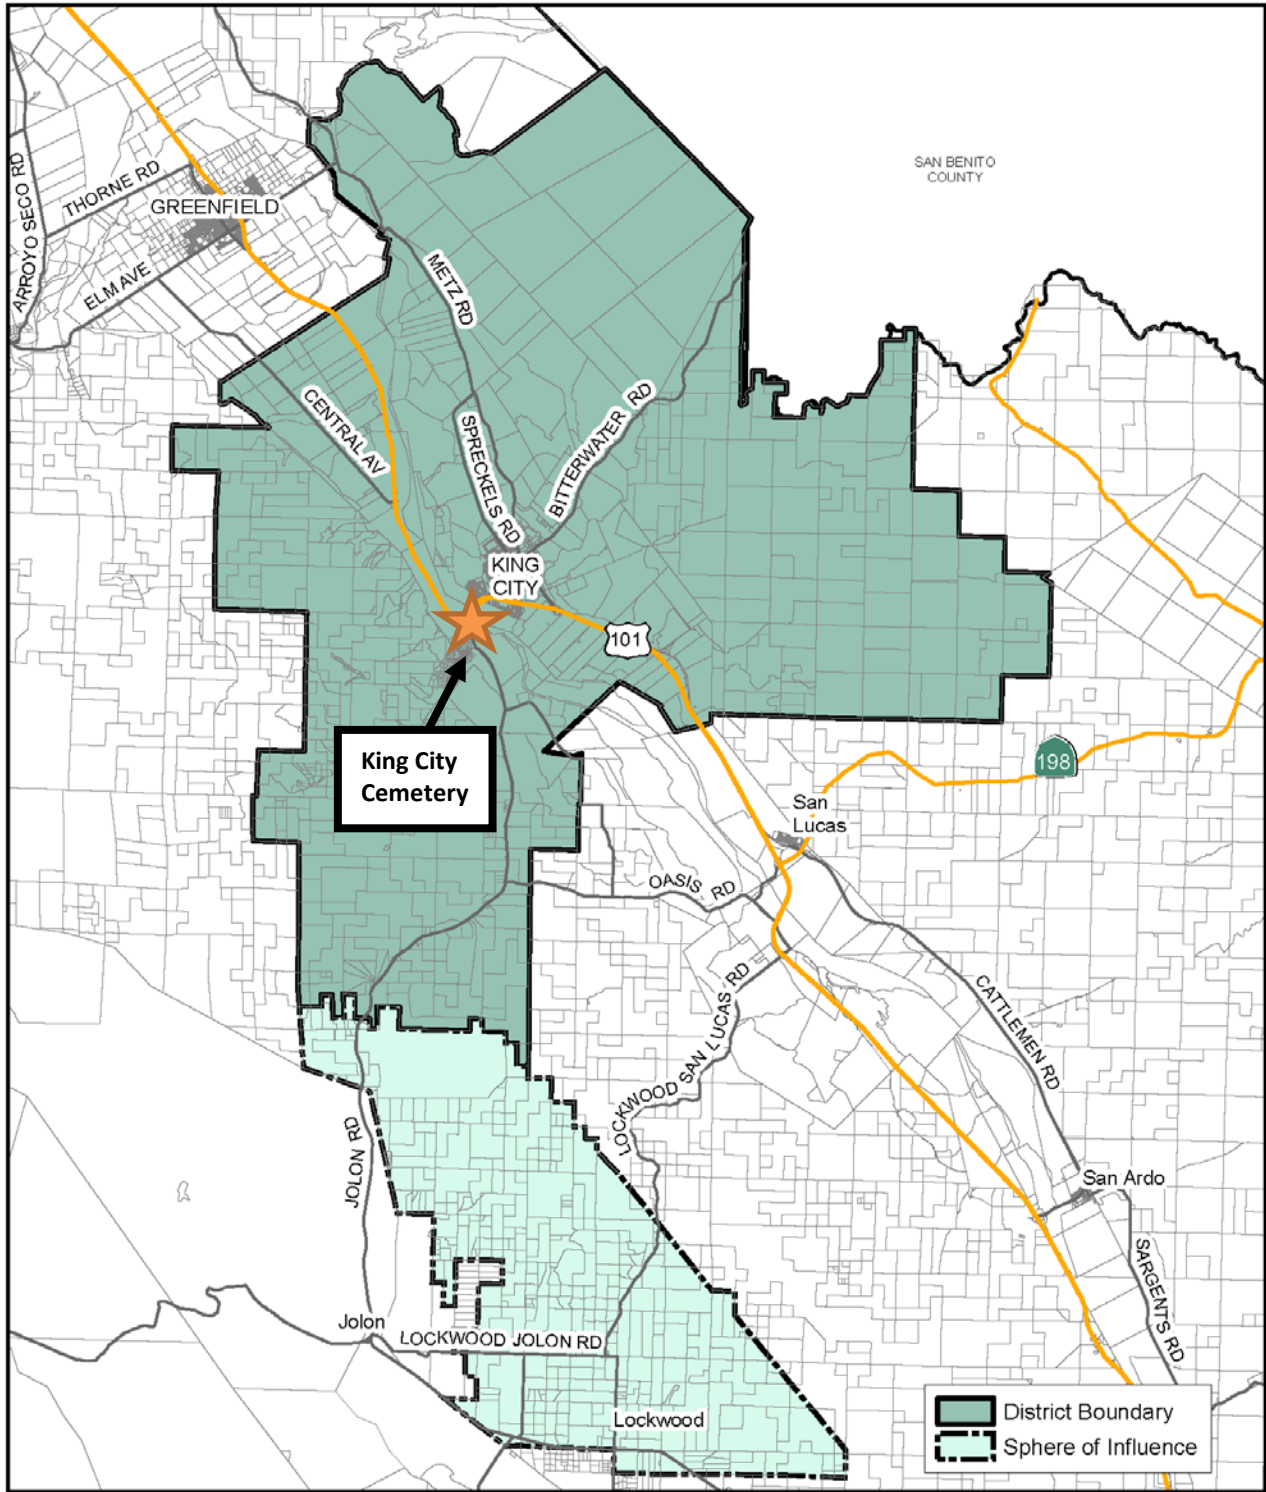 SAN BENITO
COUNTY
ARROYO SECO RD
THORNE RD
GREENFIELD
ELM AVE
METZ RD
CENTRAL AV
SPRECKELS RD
BITTERWATER RD
KING
CITY
101
King City
Cemetery
198
San
Lucas
OASIS RD
LOCKWOOD SAN LUCAS RD
CATTLEMEN RD
JOLON RD
San Ardo
SARGENTS RD
Jolon
LOCKWOOD JOLON RD
Lockwood
District Boundary
Sphere of Influence